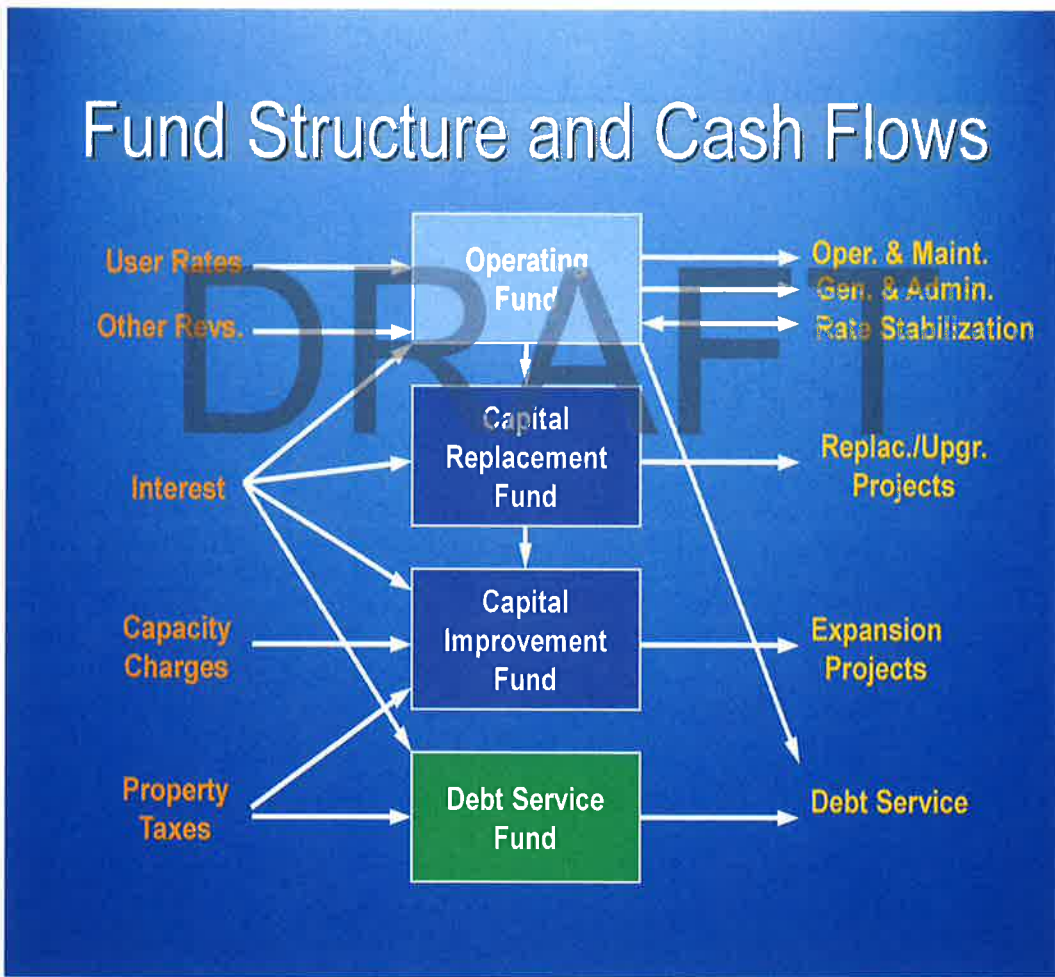 Fund Structure and Cash Flows
User Rates
Other Revs.
Interest
Capacity
Charges
Property
Taxes
Operating
Fund
Capital
Replacement
Fund
Capital
Improvement
Fund
Debt Service
Fund
Oper. & Maint.
Gen. & Admin.
Rate Stabilization
Replac./Upgr.
Projects
Expansion
Projects
Debt Service
DRAFT